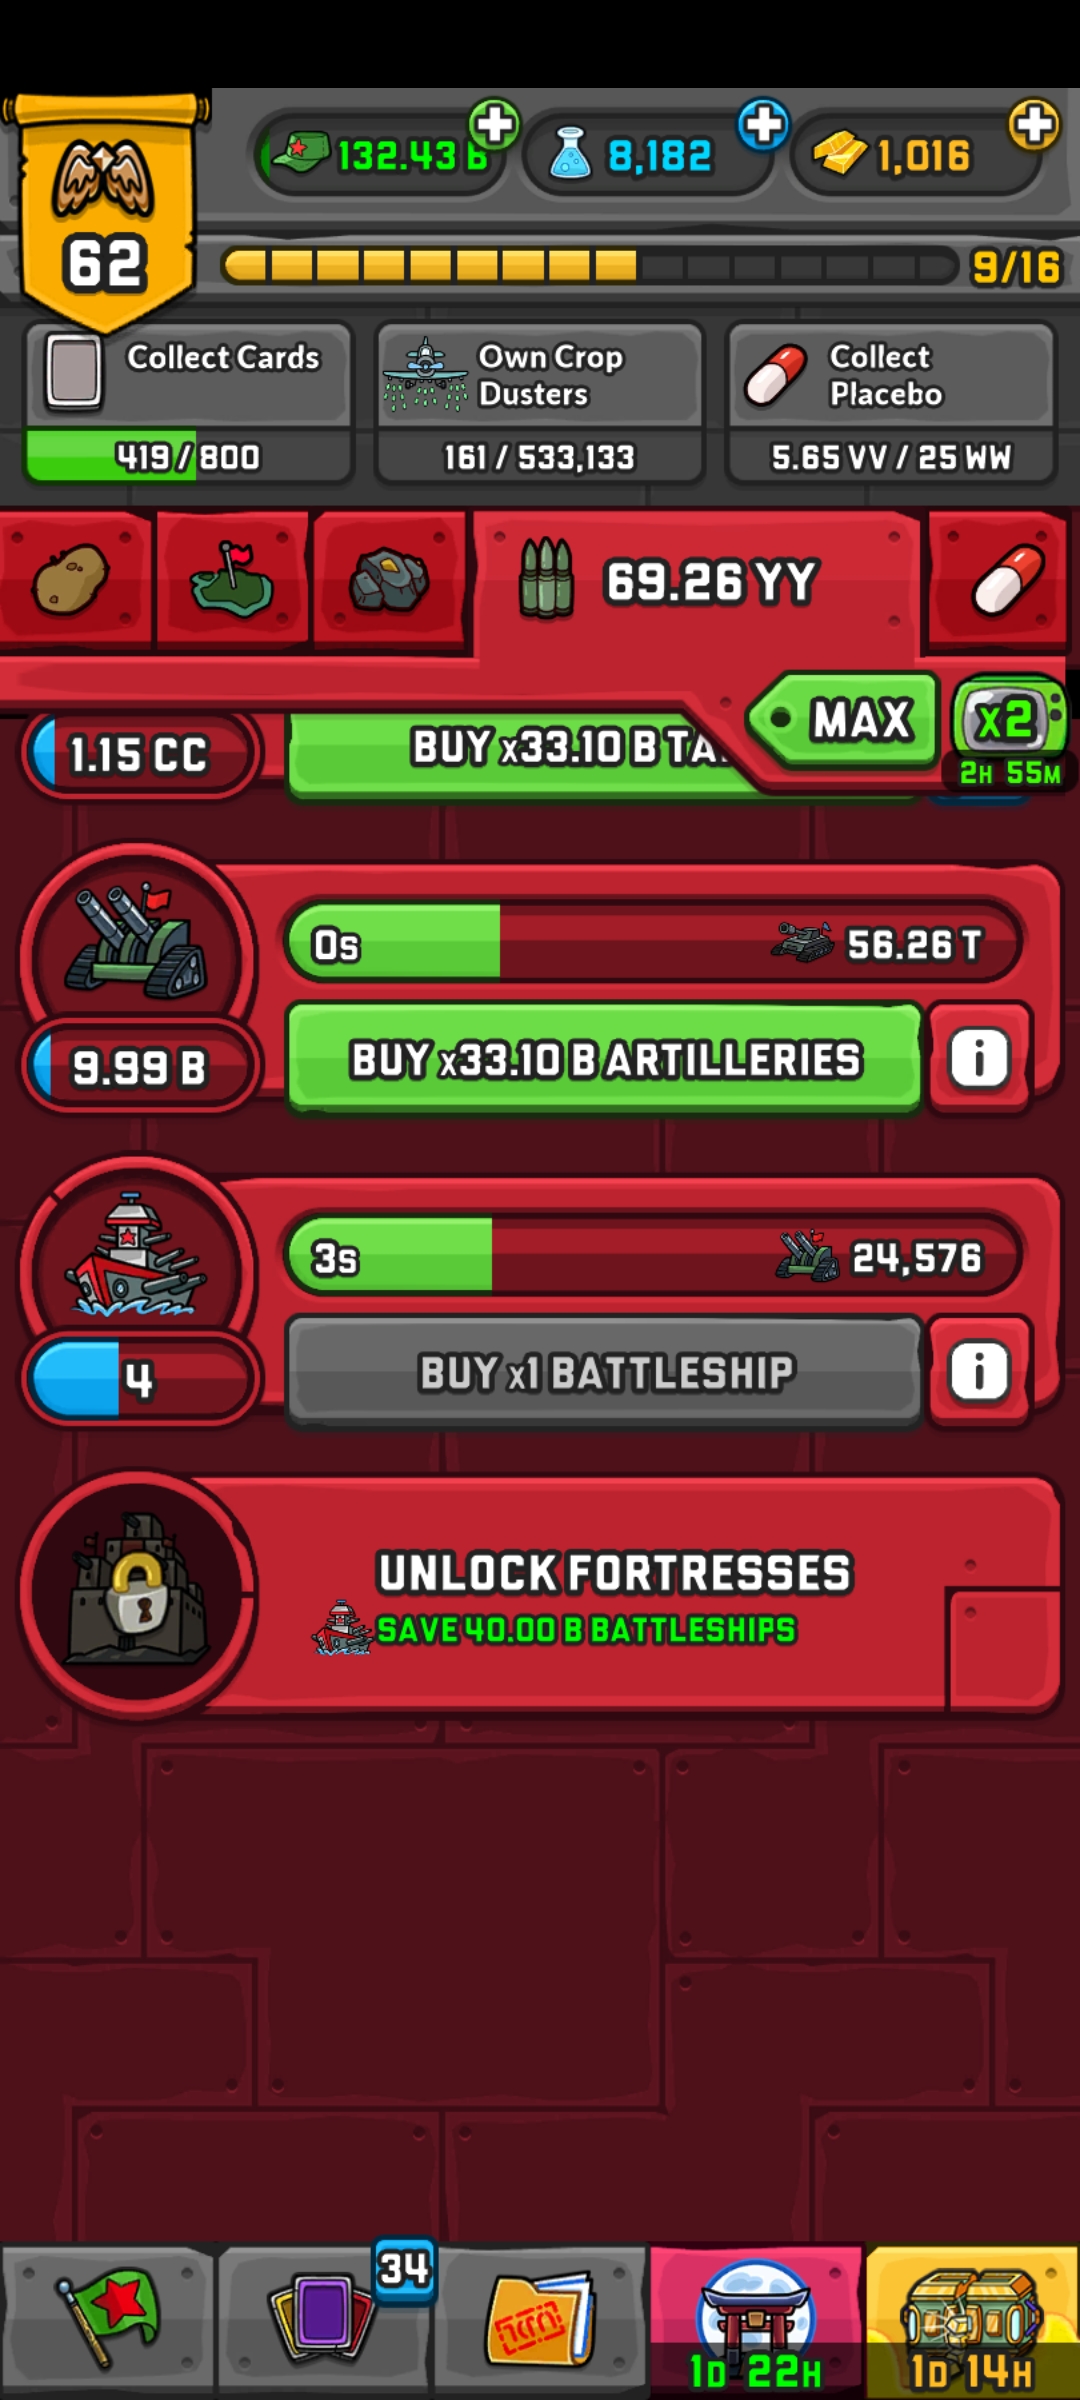 132.43 B
8,182
1,016
62
9/16
Collect Cards
419 / 800
Own Crop
Dusters
161 / 533,133
Collect
Placebo
5.65 VV / 25 WW
69.26 YY
MAX
x2
2H 55M
1.15 CC
BUY x33.10 B
0s
56.26 T
9.99 B
BUY x33.10 B ARTILLERIES
i
3s
24,576
4
BUY x1 BATTLESHIP
i
UNLOCK FORTRESSES
SAVE 40.00 B BATTLESHIPS
34
1D 22H
1D 14H